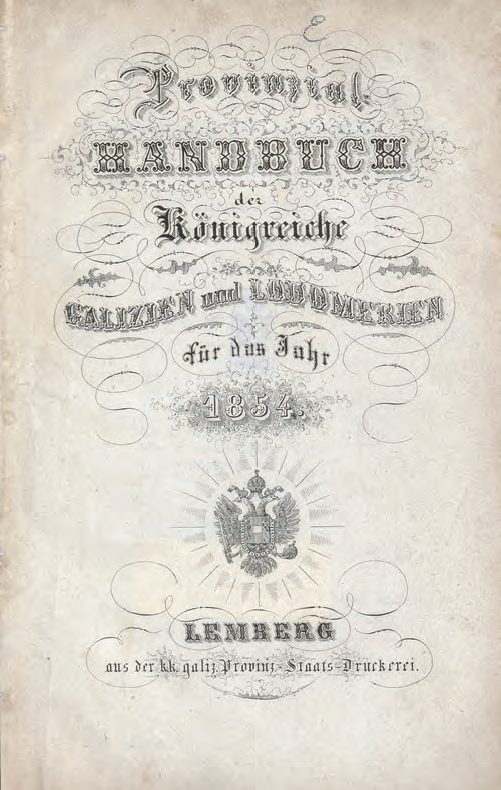 Provinzial-
HANDBUCH
der
Königreiche
GALIZIEN und LODOMERIEN
für das Jahr
1854.
LEMBERG
aus der k.k. galiz. Provinz-Staats-Druckerei.